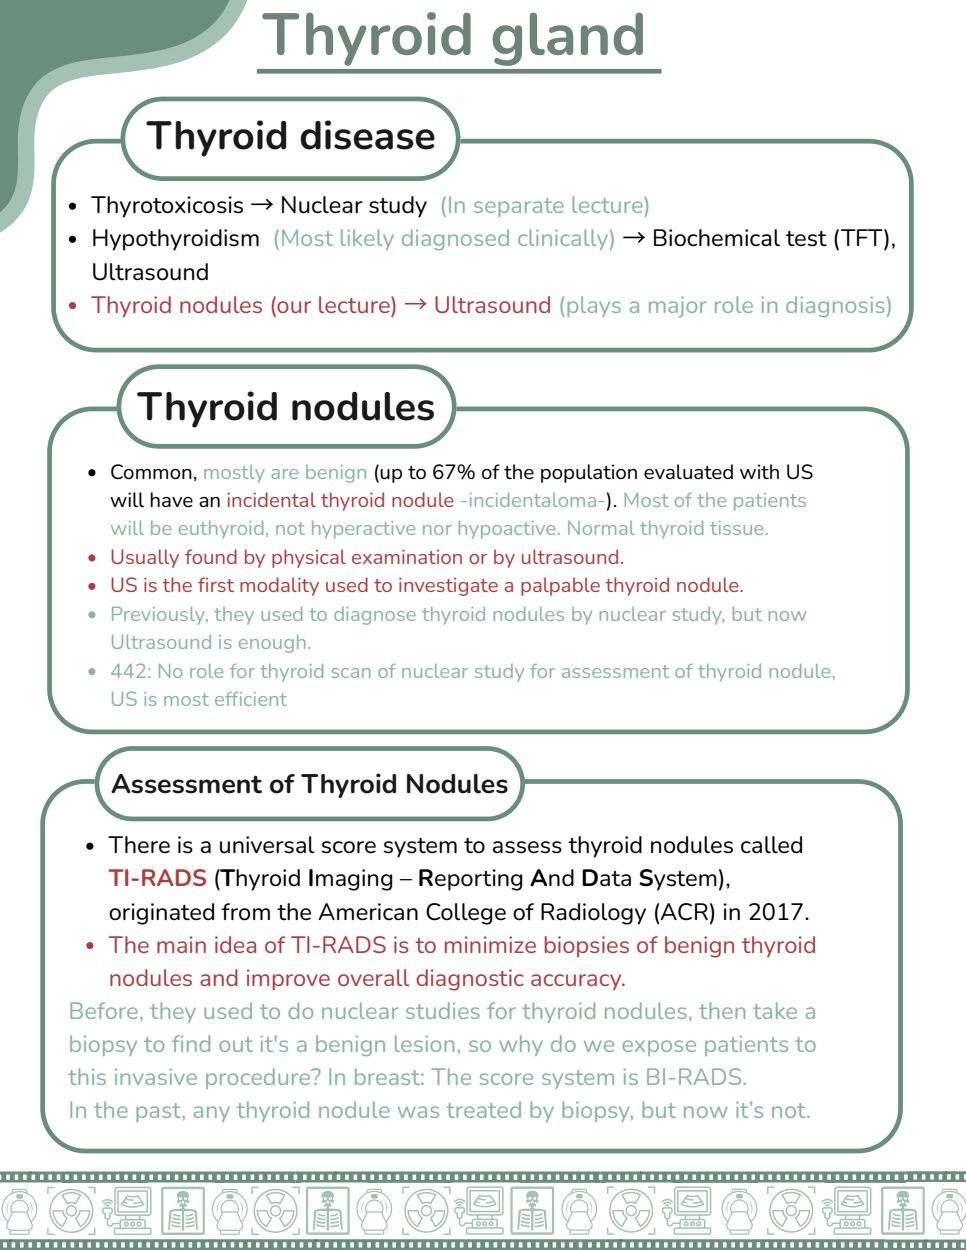 Thyroid gland
Thyroid disease
• Thyrotoxicosis → Nuclear study (In separate lecture)
• Hypothyroidism (Most likely diagnosed clinically) → Biochemical test (TFT),
Ultrasound
• Thyroid nodules (our lecture) → Ultrasound (plays a major role in diagnosis)
Thyroid nodules
• Common, mostly are benign (up to 67% of the population evaluated with US
will have an incidental thyroid nodule -incidentaloma-). Most of the patients
will be euthyroid, not hyperactive nor hypoactive. Normal thyroid tissue.
• Usually found by physical examination or by ultrasound.
• US is the first modality used to investigate a palpable thyroid nodule.
• Previously, they used to diagnose thyroid nodules by nuclear study, but now
Ultrasound is enough.
• 442: No role for thyroid scan of nuclear study for assessment of thyroid nodule,
US is most efficient
Assessment of Thyroid Nodules
• There is a universal score system to assess thyroid nodules called
TI-RADS (Thyroid Imaging – Reporting And Data System),
originated from the American College of Radiology (ACR) in 2017.
• The main idea of TI-RADS is to minimize biopsies of benign thyroid
nodules and improve overall diagnostic accuracy.
Before, they used to do nuclear studies for thyroid nodules, then take a
biopsy to find out it's a benign lesion, so why do we expose patients to
this invasive procedure? In breast: The score system is BI-RADS.
In the past, any thyroid nodule was treated by biopsy, but now it’s not.